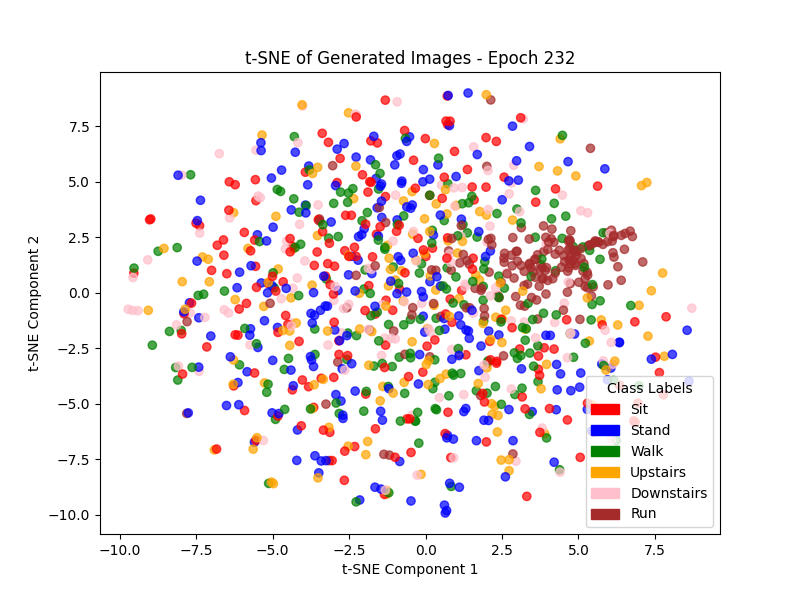 t-SNE of Generated Images - Epoch 232
t-SNE Component 2
7.5
5.0
2.5
0.0
−2.5
−5.0
−7.5
−10.0
Class Labels
Sit
Stand
Walk
Upstairs
Downstairs
Run
−10.0 −7.5 −5.0 −2.5 0.0 2.5 5.0 7.5
t-SNE Component 1